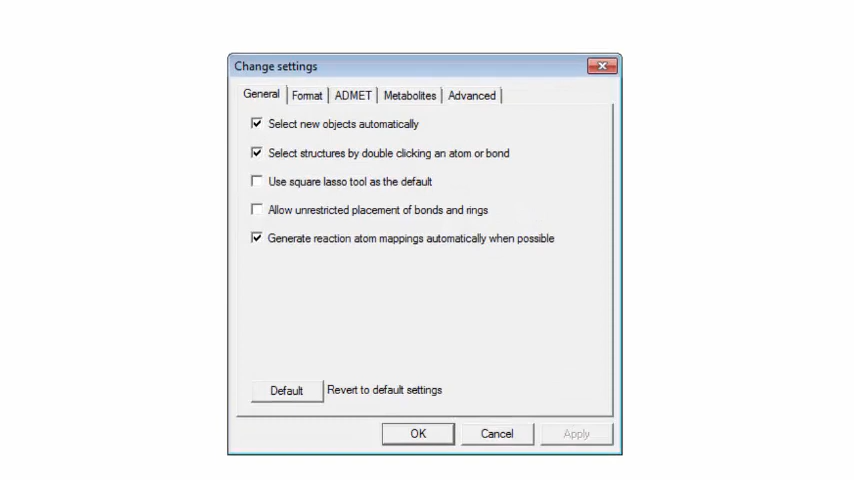 Change settings
General Format ADMET Metabolites Advanced
Select new objects automatically
Select structures by double clicking an atom or bond
Use square lasso tool as the default
Allow unrestricted placement of bonds and rings
Generate reaction atom mappings automatically when possible
Default Revert to default settings
OK Cancel Apply